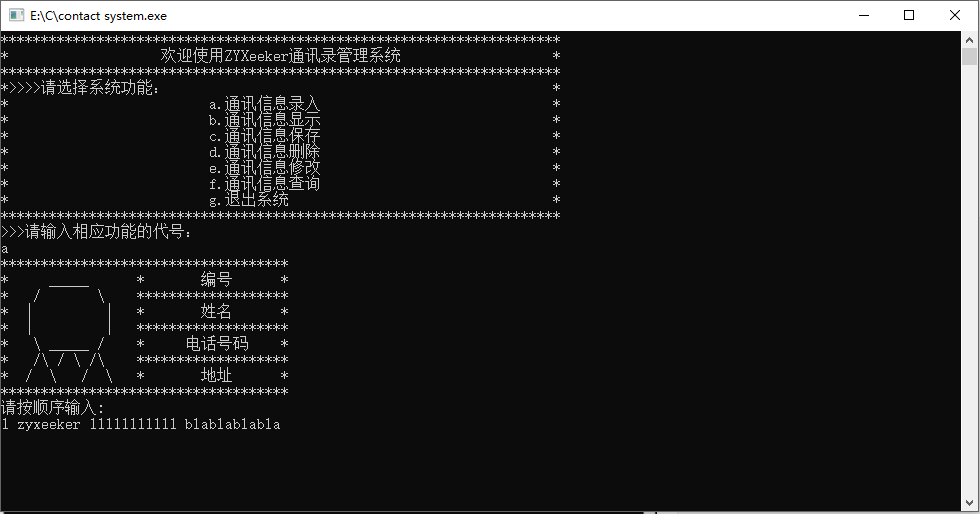 E:\C\contact system.exe
**********************************************************************
*                   欢迎使用ZYXeeker通讯录管理系统                   *
**********************************************************************
*>>>>请选择系统功能:                                                 *
*                         a.通讯信息录入                             *
*                         b.通讯信息显示                             *
*                         c.通讯信息保存                             *
*                         d.通讯信息删除                             *
*                         e.通讯信息修改                             *
*                         f.通讯信息查询                             *
*                         g.退出系统                                 *
**********************************************************************
>>>请输入相应功能的代号:
a
************************************
*     _____      *       编号      *
*   /       \    *******************
*  |         |   *       姓名      *
*  |         |   *******************
*   \ _____ /    *     电话号码    *
*   /\ / \ /\    *******************
*  /  \   /  \   *       地址      *
************************************
请按顺序输入:
1 zyxeeker 11111111111 blablablabla